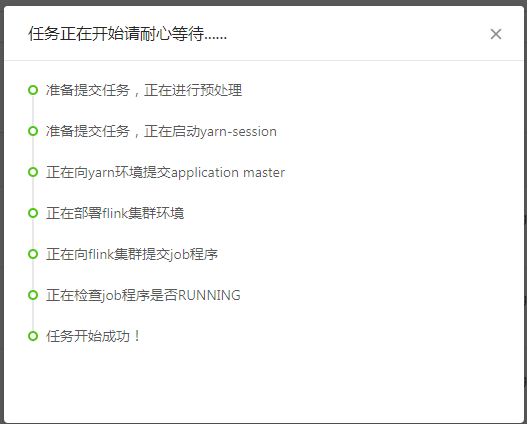 任务正在开始请耐心等待......
准备提交任务，正在进行预处理
准备提交任务，正在启动yarn-session
正在向yarn环境提交application master
正在部署flink集群环境
正在向flink集群提交job程序
正在检查job程序是否RUNNING
任务开始成功！